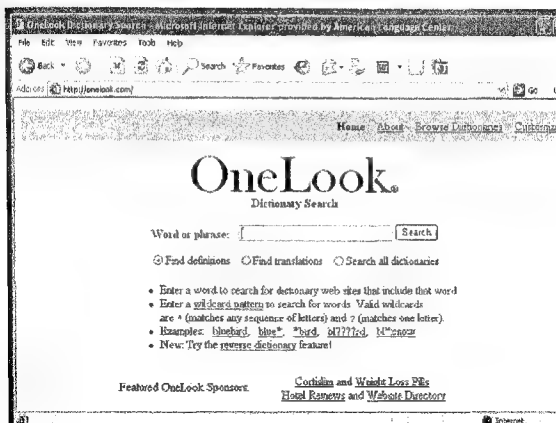 OneLook Dictionary Search - Microsoft Internet Explorer provided by American Language Center
File Edit View Favorites Tools Help
Back Search Favorites
Address http://onelook.com/ Go
Home About Browse Dictionaries Customize
OneLook®
Dictionary Search
Word or phrase: Search
Find definitions Find translations Search all dictionaries
• Enter a word to search for dictionary web sites that include that word
• Enter a wildcard pattern to search for words. Valid wildcards
are * (matches any sequence of letters) and ? (matches one letter).
• Examples: bluebird, blue*, *bird, bl????rd,
• New: Try the reverse dictionary feature!
Featured OneLook Sponsors: Cortislim and Weight Loss Pills
Hotel Reviews and Website Directory
Internet